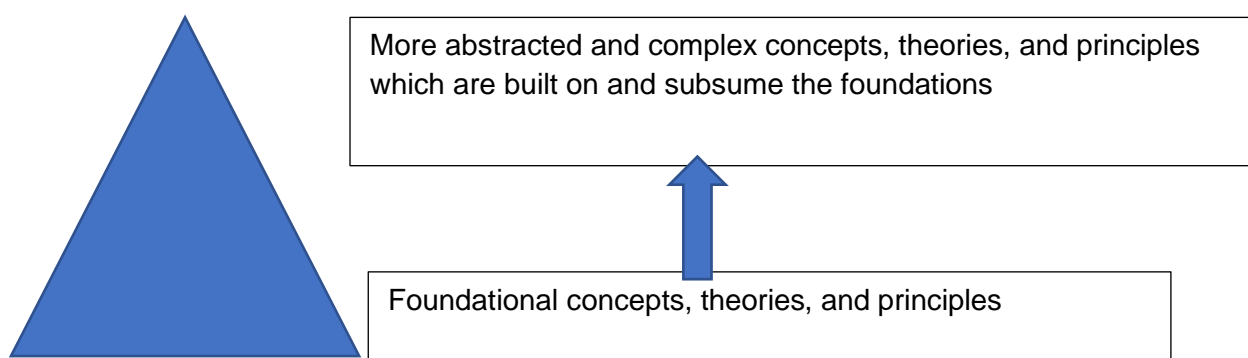 More abstracted and complex concepts, theories, and principles
which are built on and subsume the foundations
Foundational concepts, theories, and principles